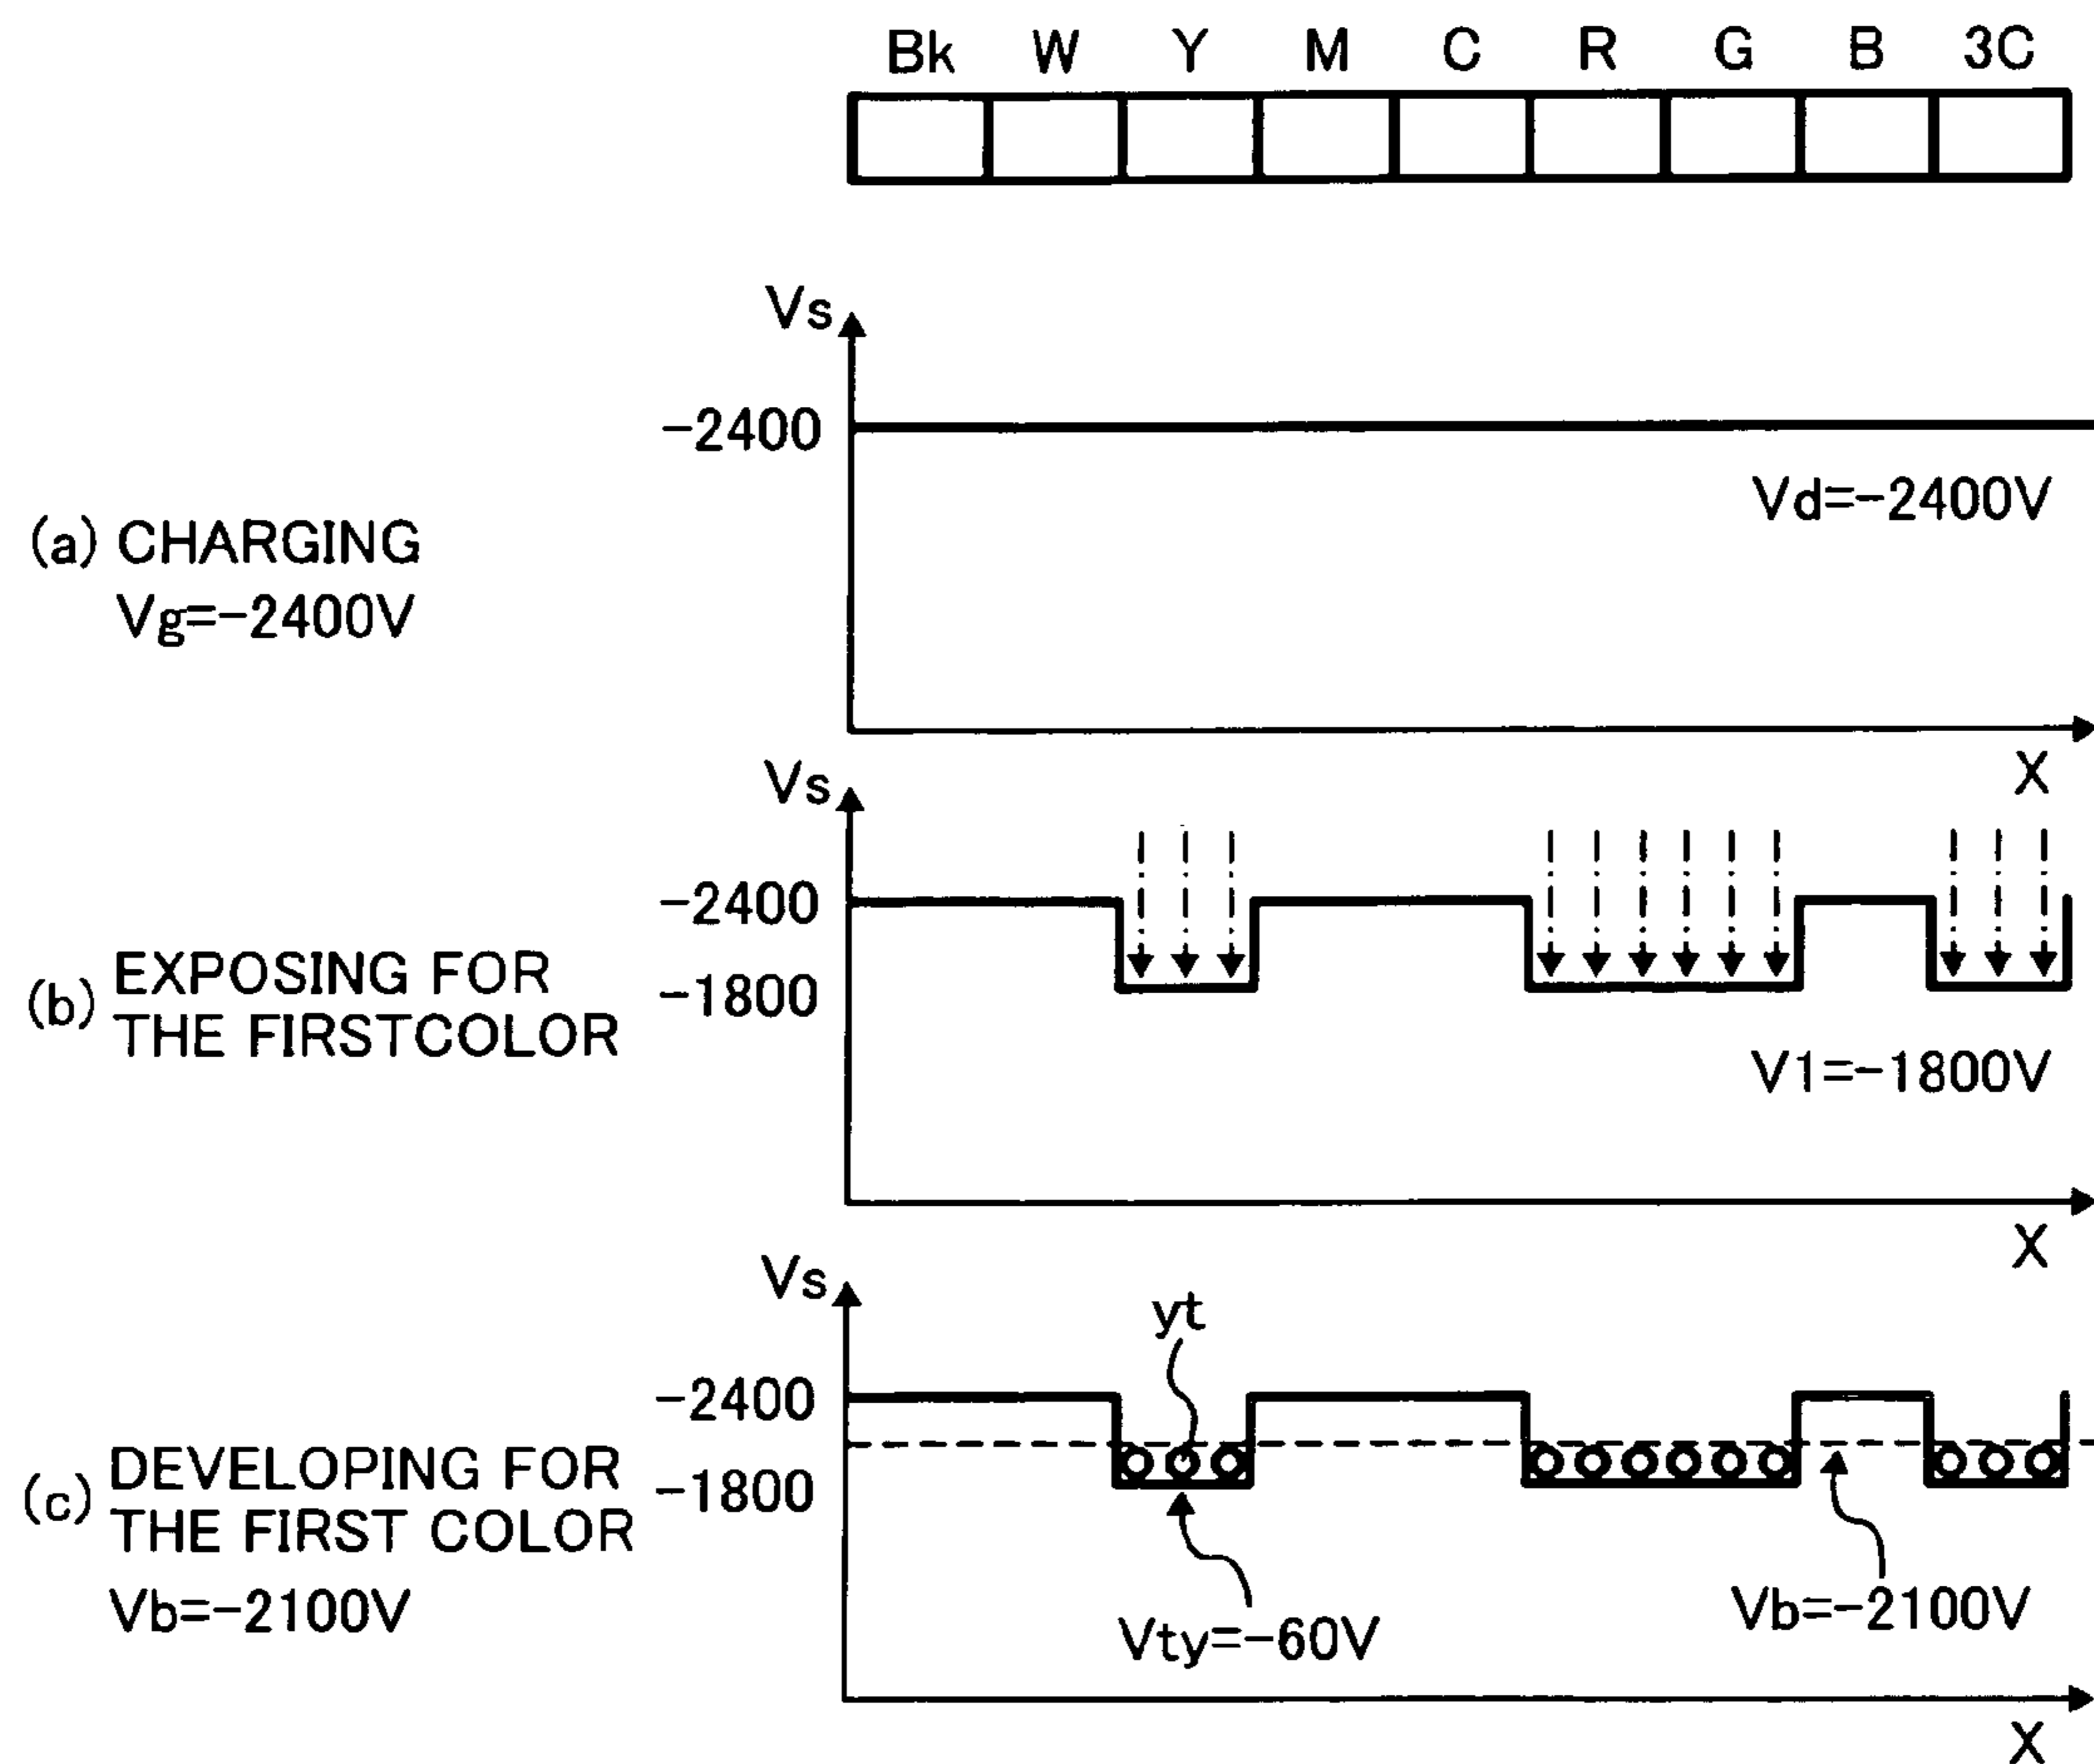 Bk W Y M C R G B 3C
Vs
-2400
Vd=-2400V
(a) CHARGING
Vg=-2400V
X
Vs
-2400
-1800
(b) EXPOSING FOR
THE FIRSTCOLOR
V1=-1800V
X
Vs
yt
-2400
-1800
(c) DEVELOPING FOR
THE FIRST COLOR
Vb=-2100V
Vty=-60V
Vb=-2100V
X